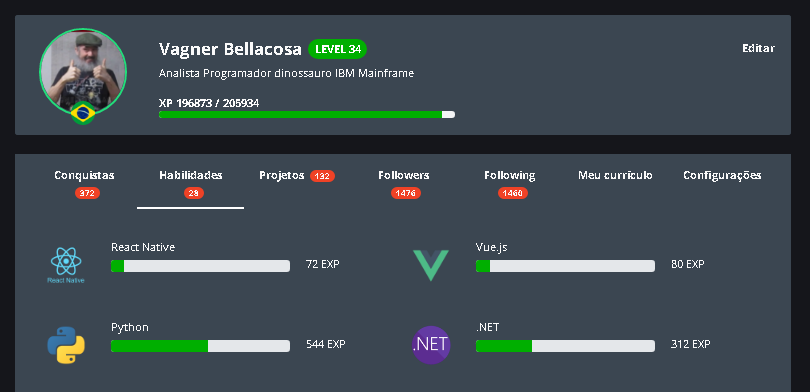 Vagner Bellacosa LEVEL 34
Editar
Analista Programador dinossauro IBM Mainframe
XP 196873 / 205934
Conquistas Habilidades Projetos 132 Followers Following Meu currículo Configurações
372 28 1476 1460
React Native Vue.js
72 EXP 80 EXP
React Native
Python .NET
544 EXP .NET 312 EXP